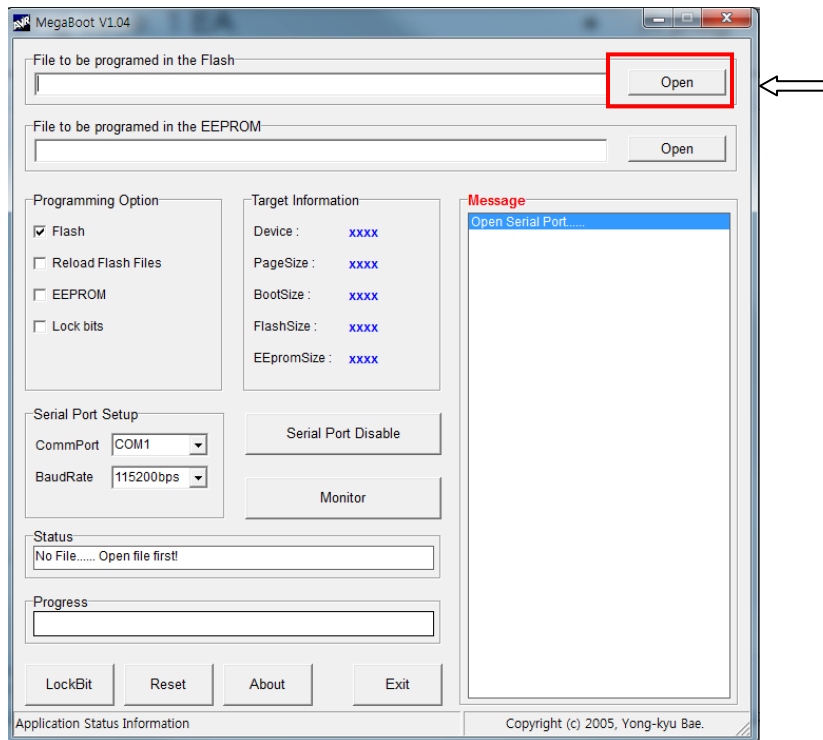 MegaBoot V1.04
File to be programed in the Flash
Open
File to be programed in the EEPROM
Open
Programming Option
Flash
Reload Flash Files
EEPROM
Lock bits
Target Information
Device : xxxx
PageSize : xxxx
BootSize : xxxx
FlashSize : xxxx
EEpromSize : xxxx
Message
Open Serial Port......
Serial Port Setup
CommPort COM1
BaudRate 115200bps
Serial Port Disable
Monitor
Status
No File...... Open file first!
Progress
LockBit Reset About Exit
Application Status Information
Copyright (c) 2005, Yong-kyu Bae.